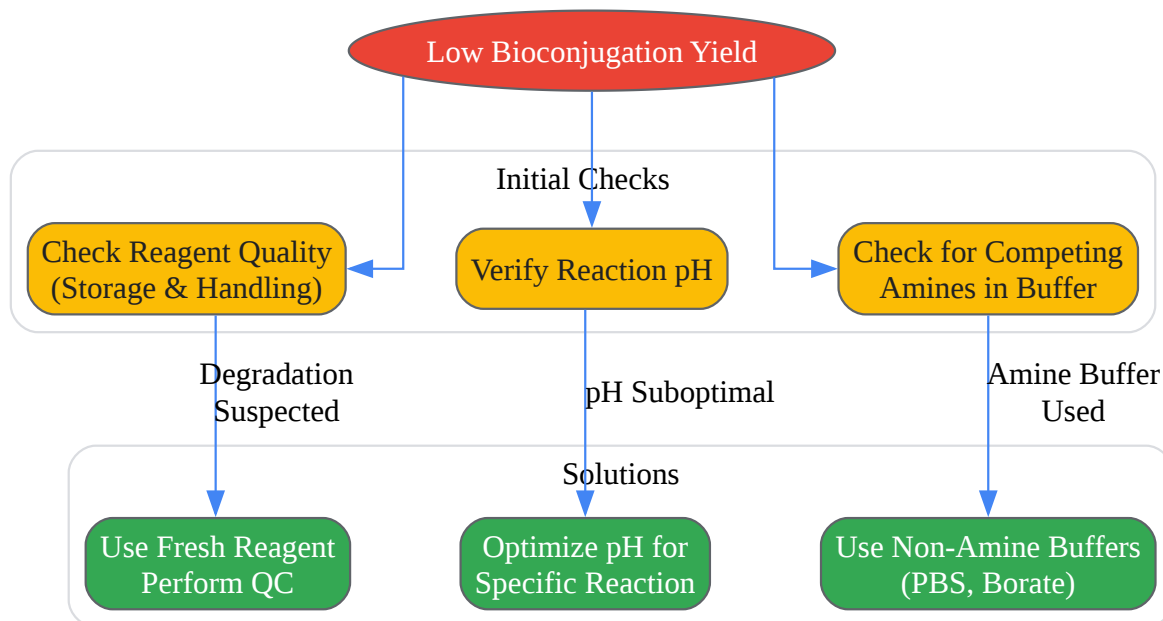 Low Bioconjugation Yield
Initial Checks
Check Reagent Quality
(Storage & Handling)
Verify Reaction pH
Check for Competing
Amines in Buffer
Degradation
Suspected
pH Suboptimal
Amine Buffer
Used
Solutions
Use Fresh Reagent
Perform QC
Optimize pH for
Specific Reaction
Use Non-Amine Buffers
(PBS, Borate)